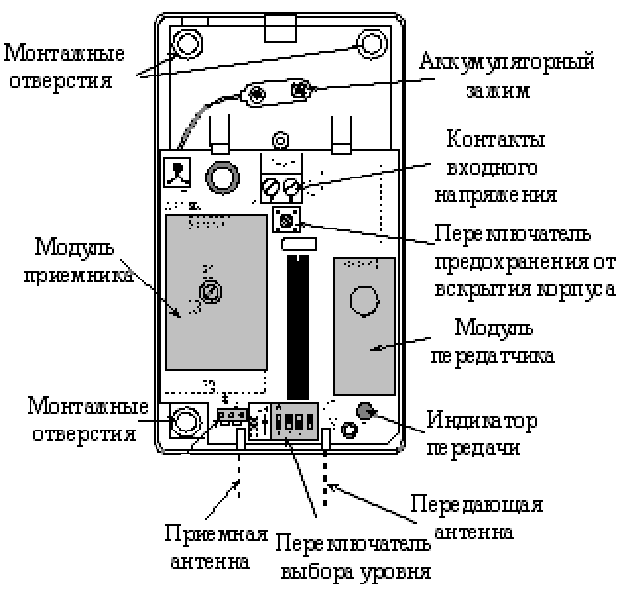 Монтажные
отверстия
Аккумуляторный
зажим
Контакты
входного
напряжения
Переключатель
предохранения от
вскрытия корпуса
Модуль
приемника
Модуль
передатчика
Монтажные
отверстия
Индикатор
передачи
Приемная
антенна
Переключатель
выбора уровня
Передающая
антенна